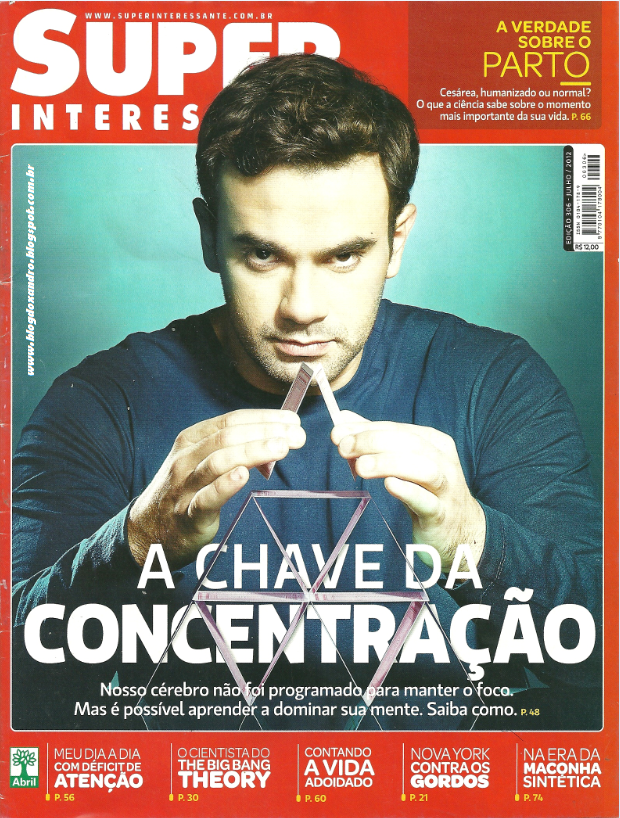 WWW.SUPERINTERESSANTE.COM.BR
SUPER
INTERES
A VERDADE
SOBRE O
PARTO
Cesárea, humanizado ou normal?
O que a ciência sabe sobre o momento
mais importante da sua vida. P. 66
EDIÇÃO 306 - JULHO / 2012
R$ 12,00
www.blogdoxandro.blogspot.com.br
A CHAVE DA
CONCENTRAÇÃO
Nosso cérebro não foi programado para manter o foco.
Mas é possível aprender a dominar sua mente. Saiba como. P. 48
Abril
MEU DIA A DIA
COM DÉFICIT DE
ATENÇÃO
P. 56
O CIENTISTA DO
THE BIG BANG
THEORY
P. 30
CONTANDO
A VIDA
ADOIDADO
P. 60
NOVA YORK
CONTRA OS
GORDOS
P. 21
NA ERA DA
MACONHA
SINTÉTICA
P. 74